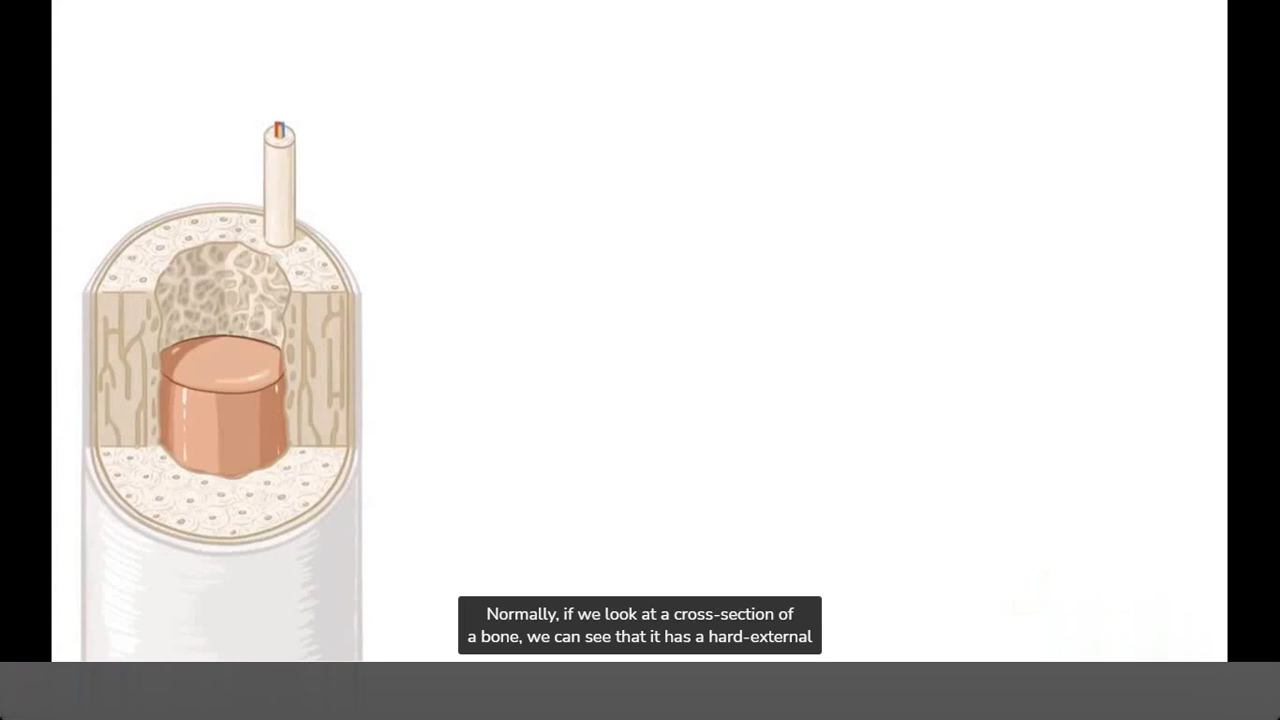 Normally, if we look at a cross-section of
a bone, we can see that it has a hard-external